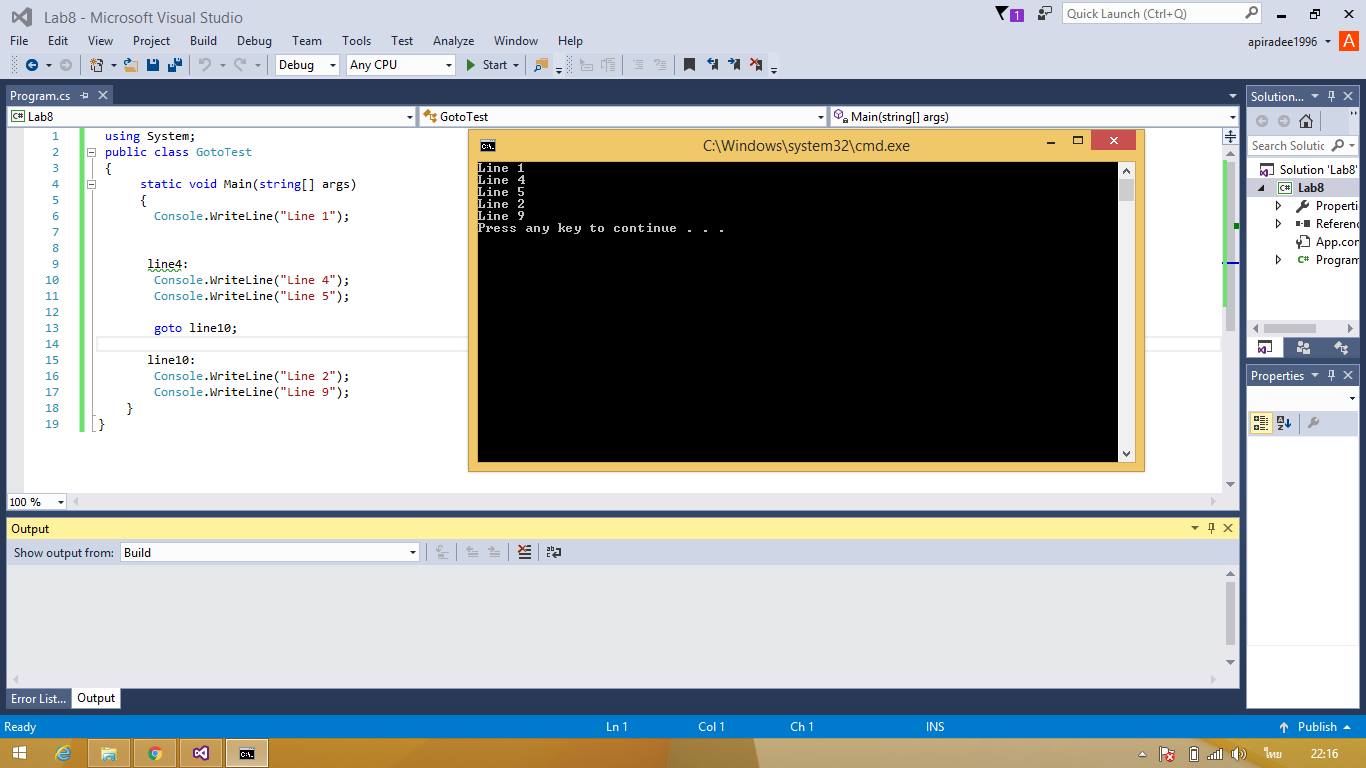 Lab8 - Microsoft Visual Studio
1
Quick Launch (Ctrl+Q)
File Edit View Project Build Debug Team Tools Test Analyze Window Help
apiradee1996
A
Debug Any CPU Start
Program.cs
Lab8 GotoTest Main(string[] args)
1 using System;
2 public class GotoTest
3 {
4 static void Main(string[] args)
5 {
6 Console.WriteLine("Line 1");
7
8
9 line4:
10 Console.WriteLine("Line 4");
11 Console.WriteLine("Line 5");
12
13 goto line10;
14
15 line10:
16 Console.WriteLine("Line 2");
17 Console.WriteLine("Line 9");
18 }
19 }
100 %
C:\Windows\system32\cmd.exe
Line 1
Line 4
Line 5
Line 2
Line 9
Press any key to continue . . .
Solution...
Search Solutic
Solution 'Lab8'
Lab8
Properti
Referenc
App.con
Program
Properties
Output
Show output from: Build
Error List... Output
Ready Ln 1 Col 1 Ch 1 INS Publish
ไทย 22:16